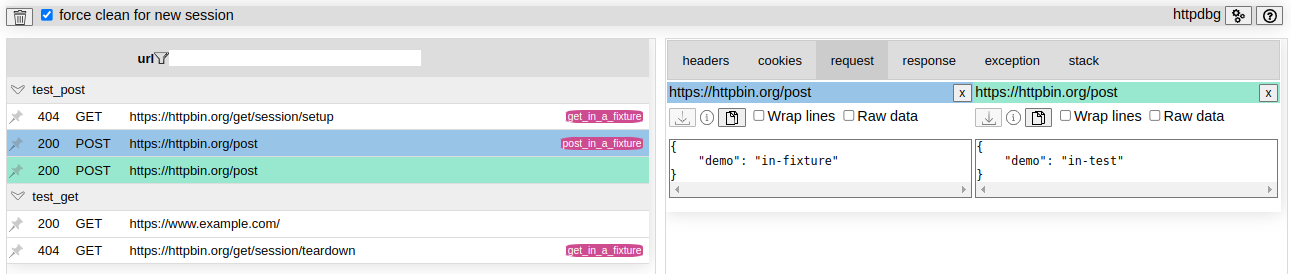 force clean for new session
httpdbg
url
test_post
404 GET https://httpbin.org/get/session/setup get_in_a_fixture
200 POST https://httpbin.org/post post_in_a_fixture
200 POST https://httpbin.org/post
test_get
200 GET https://www.example.com/
404 GET https://httpbin.org/get/session/teardown get_in_a_fixture
headers cookies request response exception stack
https://httpbin.org/post x
Wrap lines Raw data
{
"demo": "in-fixture"
}
https://httpbin.org/post x
Wrap lines Raw data
{
"demo": "in-test"
}